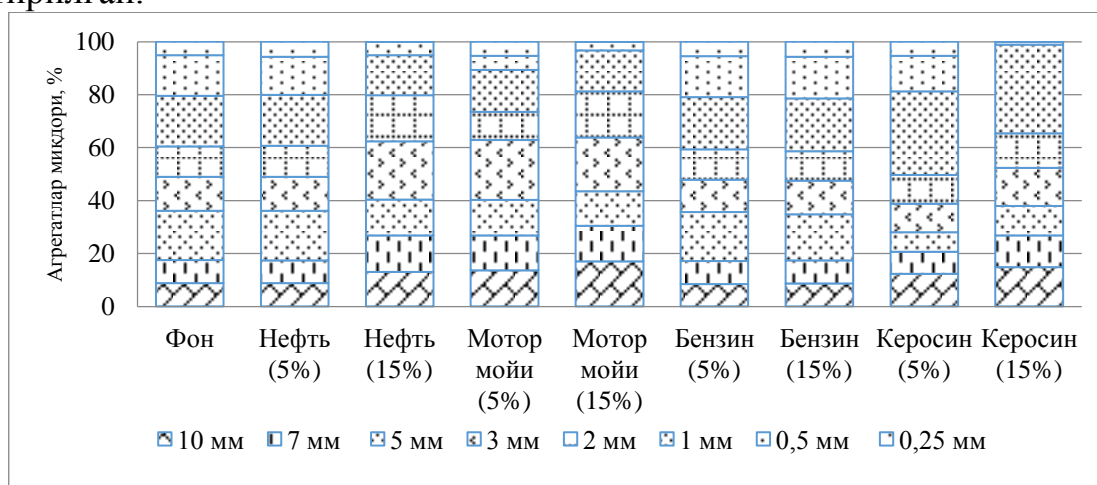 Агрегатлар микдори, %
100
80
60
40
20
0
Фон
Нефть
(5%)
Нефть
(15%)
Мотор
мойи
(5%)
Мотор
мойи
(15%)
Бензин
(5%)
Бензин
(15%)
Керосин
(5%)
Керосин
(15%)
10 мм 7 мм 5 мм 3 мм 2 мм 1 мм 0,5 мм 0,25 мм